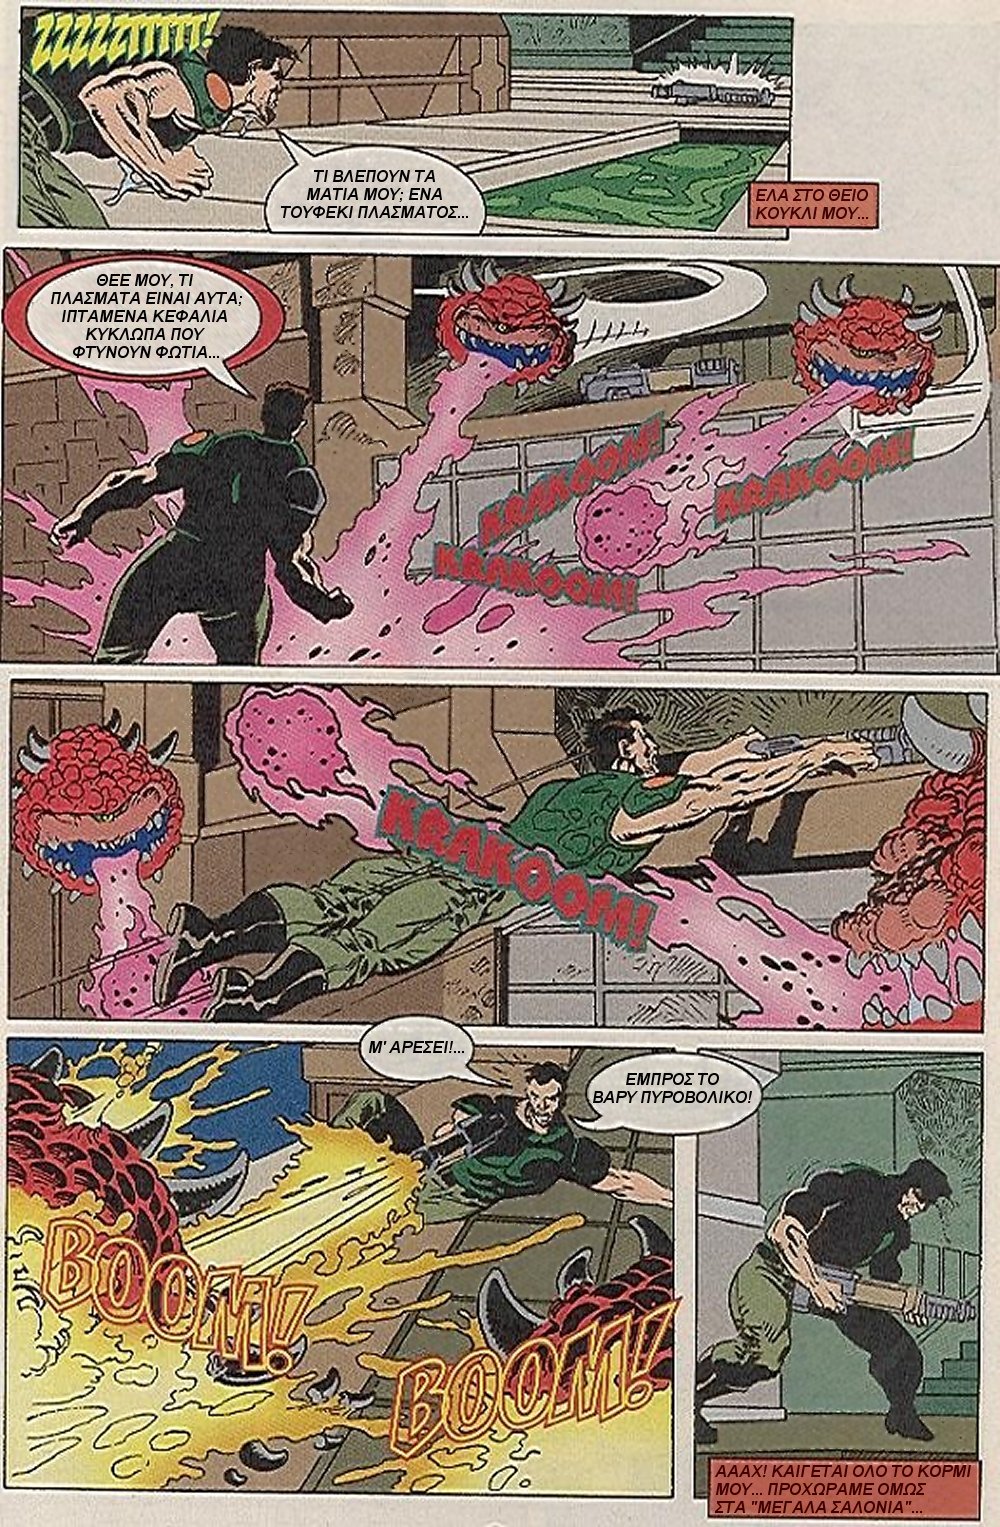 ZZZZZTTTTT!
ΤΙ ΒΛΕΠΟΥΝ ΤΑ
ΜΑΤΙΑ ΜΟΥ; ΕΝΑ
ΤΟΥΦΕΚΙ ΠΛΑΣΜΑΤΟΣ...
ΕΛΑ ΣΤΟ ΘΕΙΟ
ΚΟΥΚΛΙ ΜΟΥ...
ΘΕΕ ΜΟΥ, ΤΙ
ΠΛΑΣΜΑΤΑ ΕΙΝΑΙ ΑΥΤΑ;
ΙΠΤΑΜΕΝΑ ΚΕΦΑΛΙΑ
ΚΥΚΛΩΠΑ ΠΟΥ
ΦΤΥΝΟΥΝ ΦΩΤΙΑ...
KRAKOOM!
KRAKOOM!
KRAKOOM!
KRAKOOM!
Μ' ΑΡΕΣΕΙ!...
ΕΜΠΡΟΣ ΤΟ
ΒΑΡΥ ΠΥΡΟΒΟΛΙΚΟ!
BOOM!
BOOM!
ΑΑΑΧ! ΚΑΙΓΕΤΑΙ ΟΛΟ ΤΟ ΚΟΡΜΙ
ΜΟΥ... ΠΡΟΧΩΡΑΜΕ ΟΜΩΣ
ΣΤΑ "ΜΕΓΑΛΑ ΣΑΛΟΝΙΑ"...